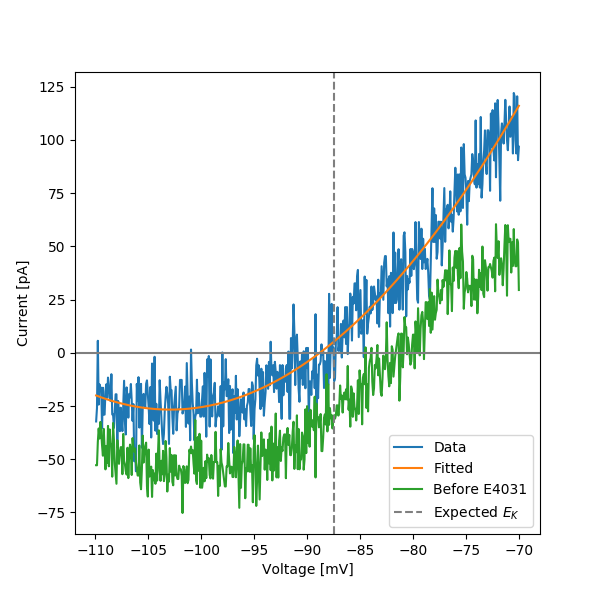 125
100
75
50
25
0
−25
−50
−75
Current [pA]
Data
Fitted
Before E4031
Expected E_K
−110 −105 −100 −95 −90 −85 −80 −75 −70
Voltage [mV]